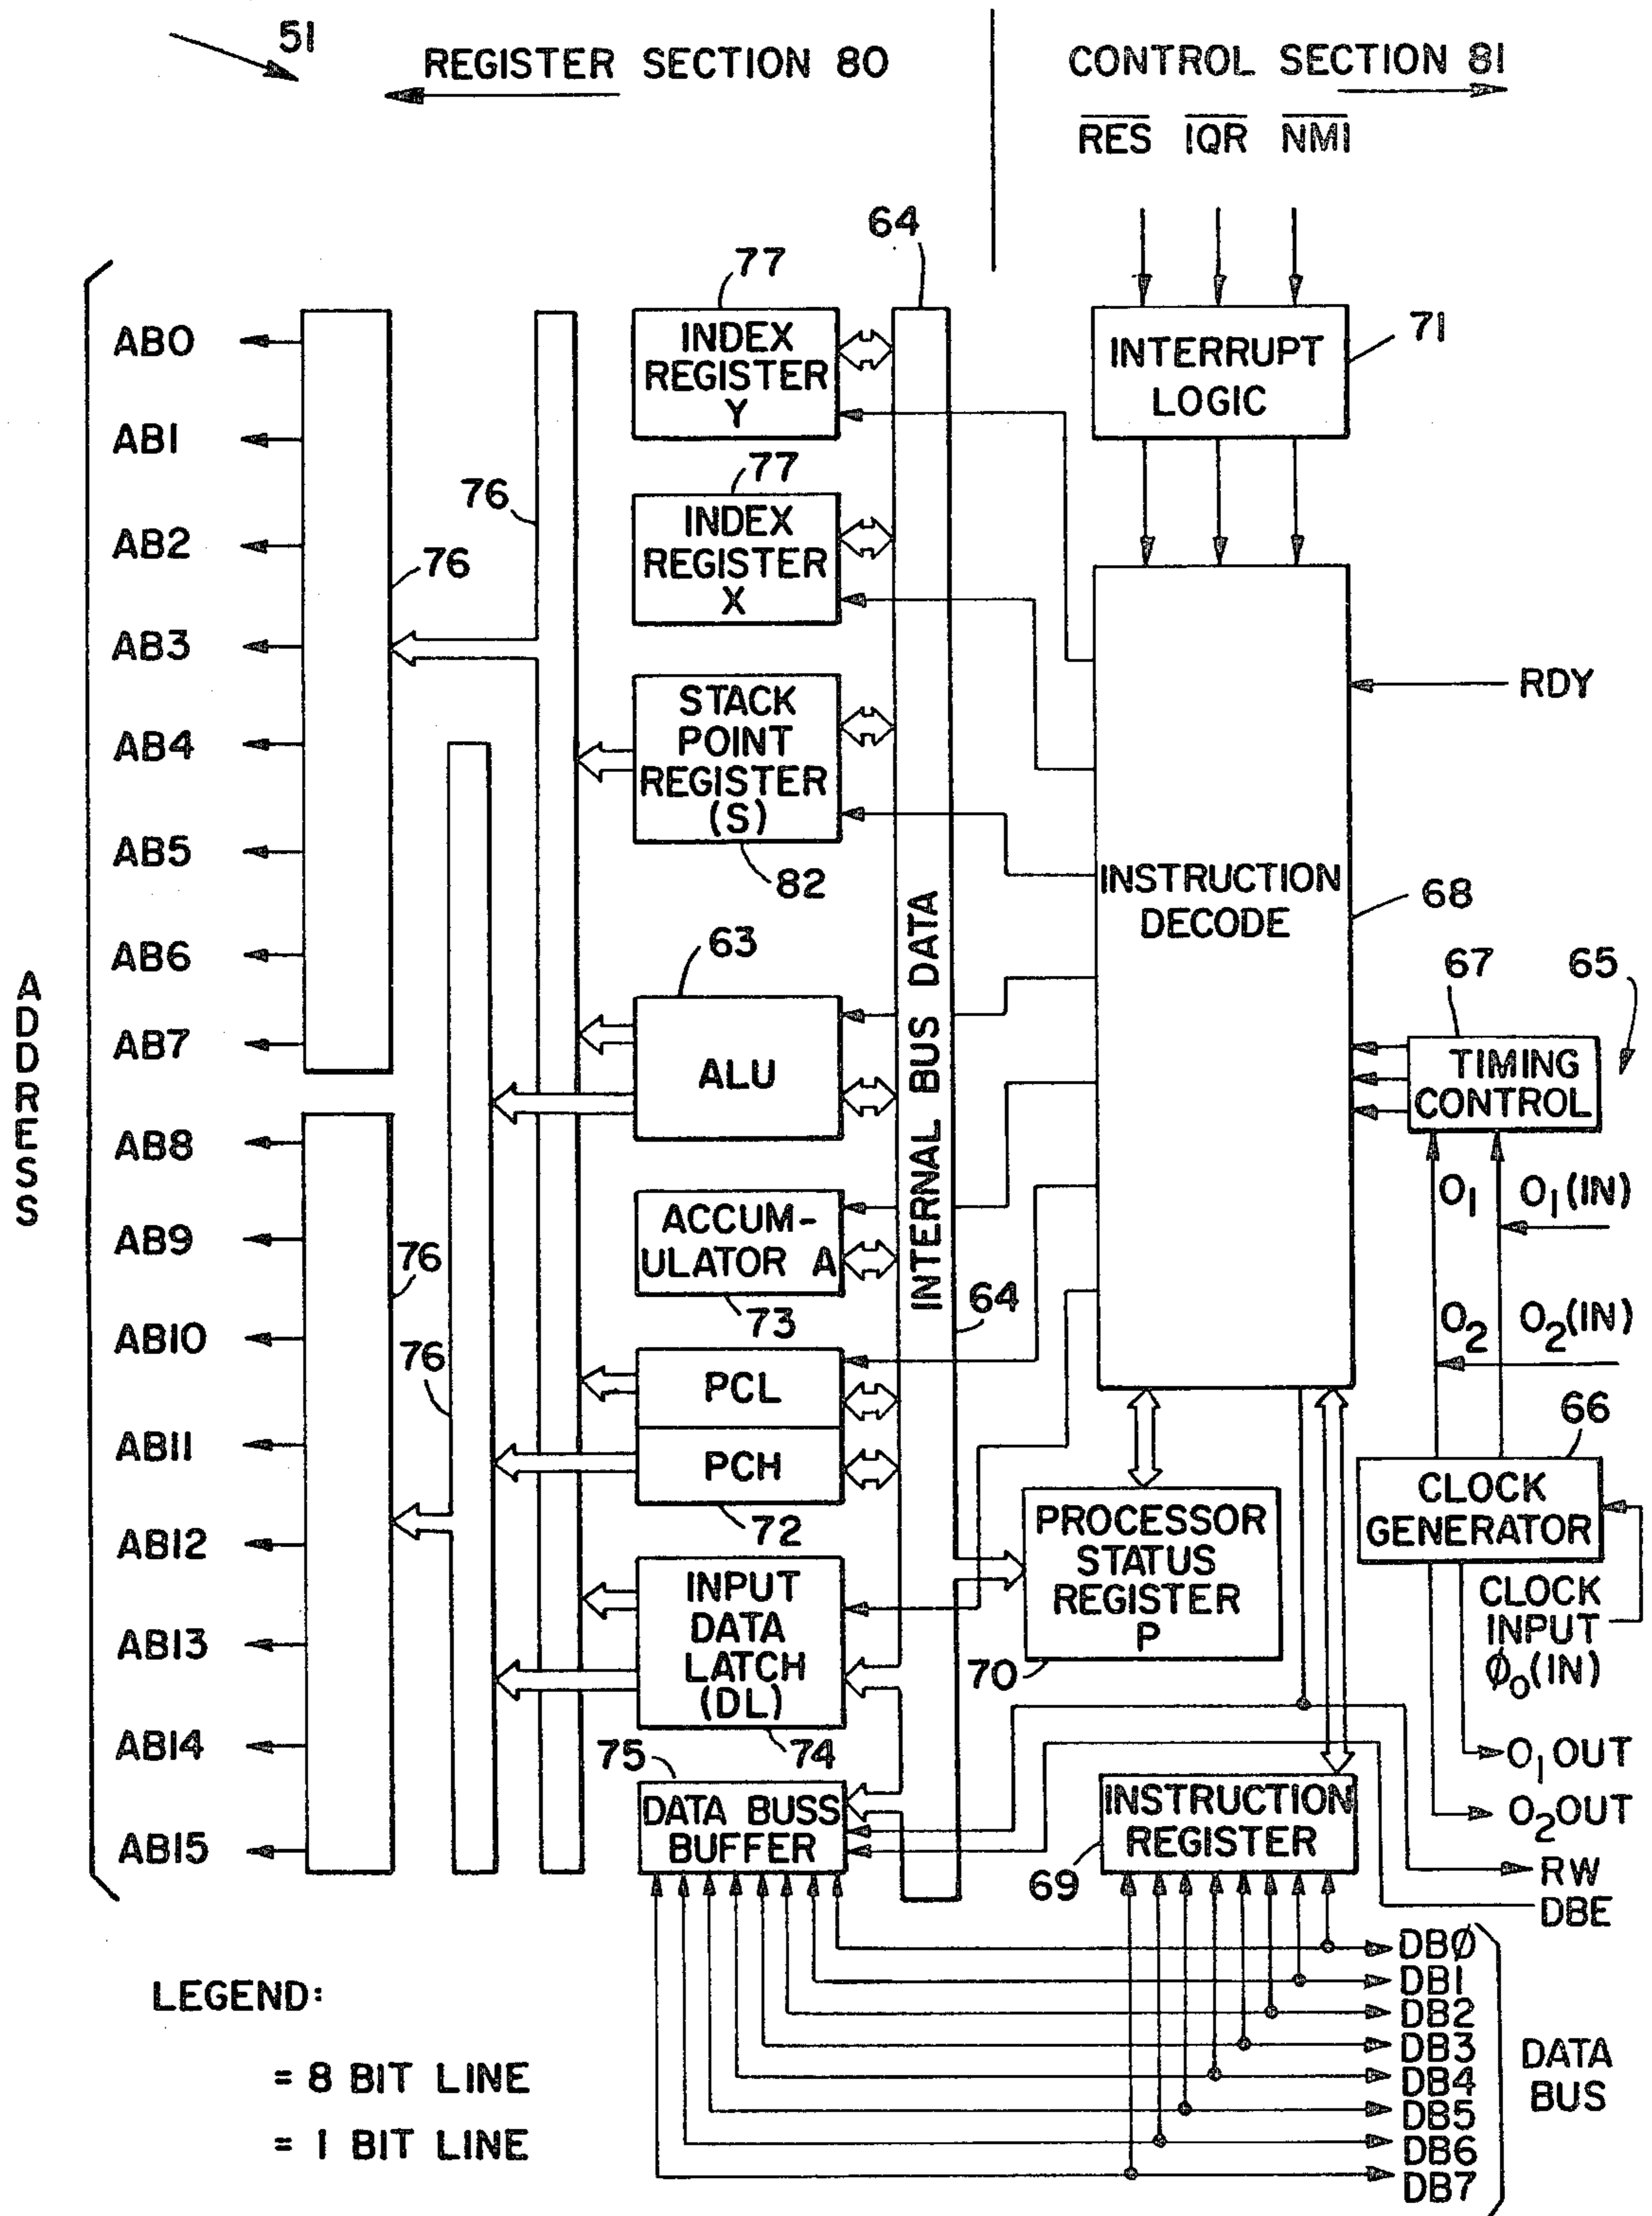 51
REGISTER SECTION 80
CONTROL SECTION 81
RES IQR NMI
64
77
INDEX
REGISTER
Y
INTERRUPT
LOGIC
71
77
INDEX
REGISTER
X
76
76
STACK
POINT
REGISTER
(S)
82
RDY
INSTRUCTION
DECODE
68
63
ALU
INTERNAL BUS DATA
67
65
TIMING
CONTROL
O1 O1(IN)
O2 O2(IN)
ACCUM-
ULATOR A
73
64
76
76
PCL
PCH
72
66
CLOCK
GENERATOR
CLOCK
INPUT
ϕ0(IN)
PROCESSOR
STATUS
REGISTER
P
70
INPUT
DATA
LATCH
(DL)
74
75
DATA BUSS
BUFFER
INSTRUCTION
REGISTER
69
O1OUT
O2OUT
RW
DBE
ADDRESS
AB0
AB1
AB2
AB3
AB4
AB5
AB6
AB7
AB8
AB9
AB10
AB11
AB12
AB13
AB14
AB15
DBØ
DB1
DB2
DB3
DB4
DB5
DB6
DB7
DATA
BUS
LEGEND:
= 8 BIT LINE
= 1 BIT LINE